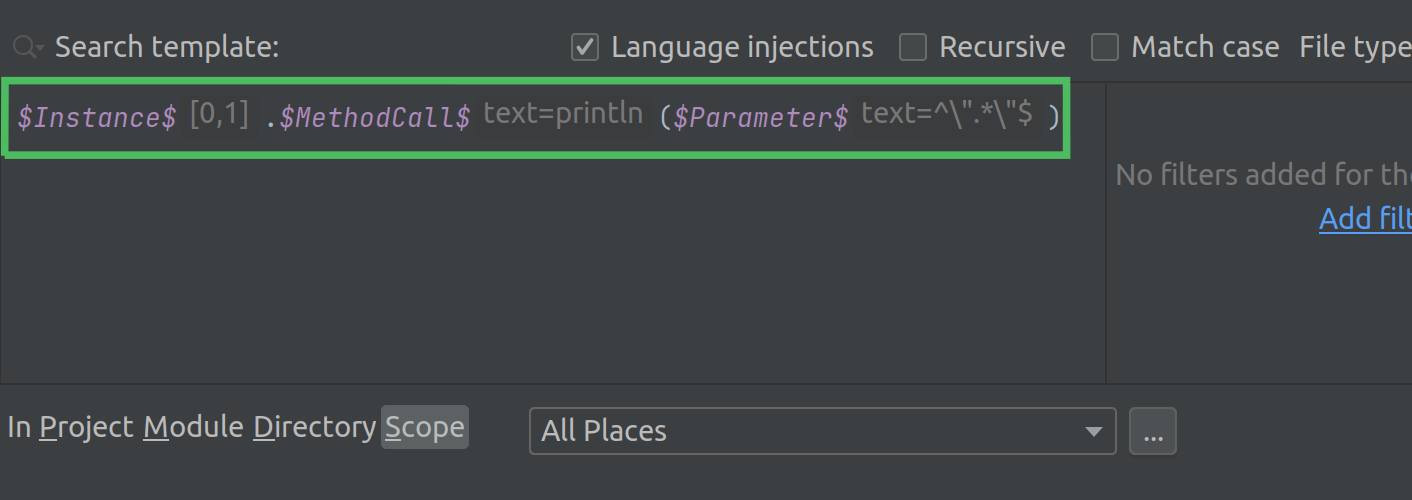 Search template: Language injections Recursive Match case File type
$Instance$ [0,1] .$MethodCall$ text=println ($Parameter$ text=^\".*\"$ )
No filters added for the
Add filt
In Project Module Directory Scope All Places ...